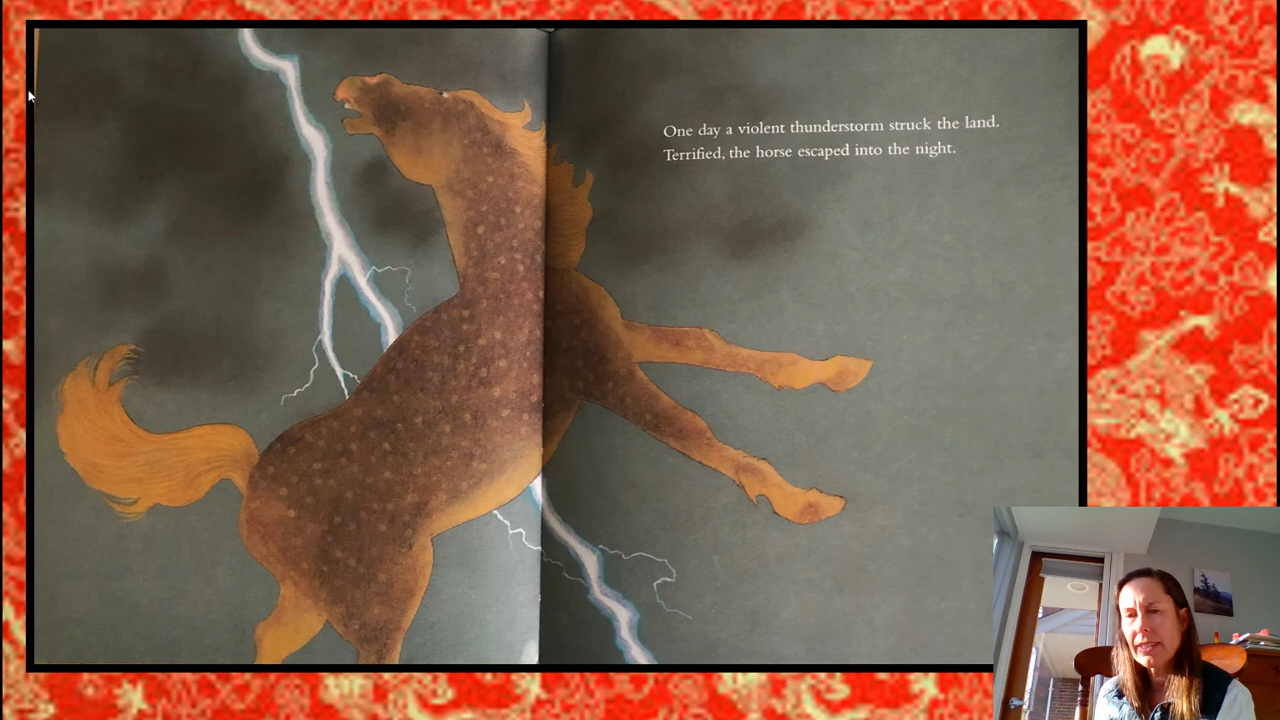 One day a violent thunderstorm struck the land.
Terrified, the horse escaped into the night.